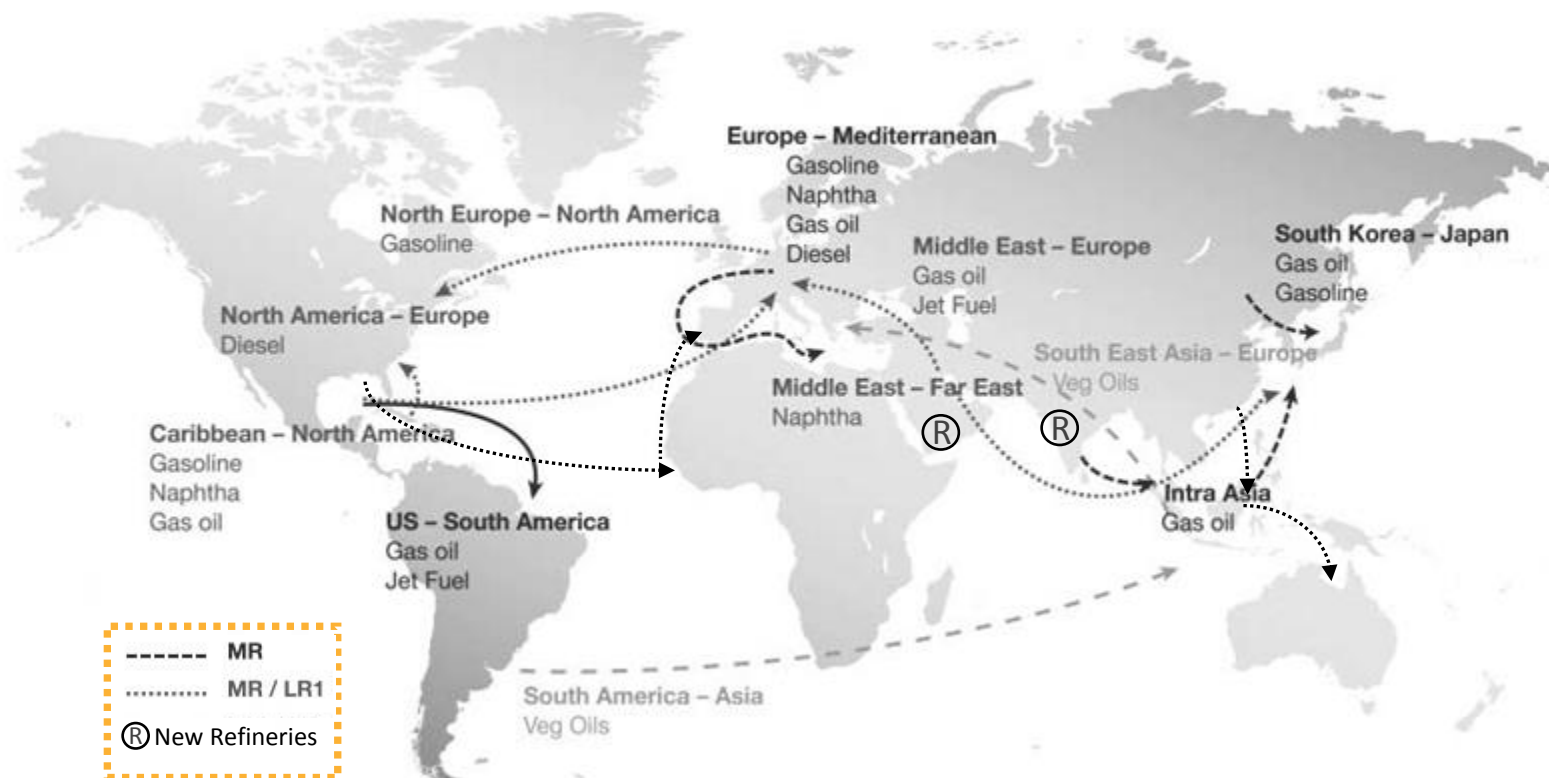 Europe – Mediterranean
Gasoline
Naphtha
Gas oil
Diesel
North Europe – North America
Gasoline
Middle East – Europe
Gas oil
Jet Fuel
South Korea – Japan
Gas oil
Gasoline
North America – Europe
Diesel
South East Asia – Europe
Veg Oils
Middle East – Far East
Naphtha
R
R
Caribbean – North America
Gasoline
Naphtha
Gas oil
Intra Asia
Gas oil
US – South America
Gas oil
Jet Fuel
South America – Asia
Veg Oils
MR
MR / LR1
R New Refineries